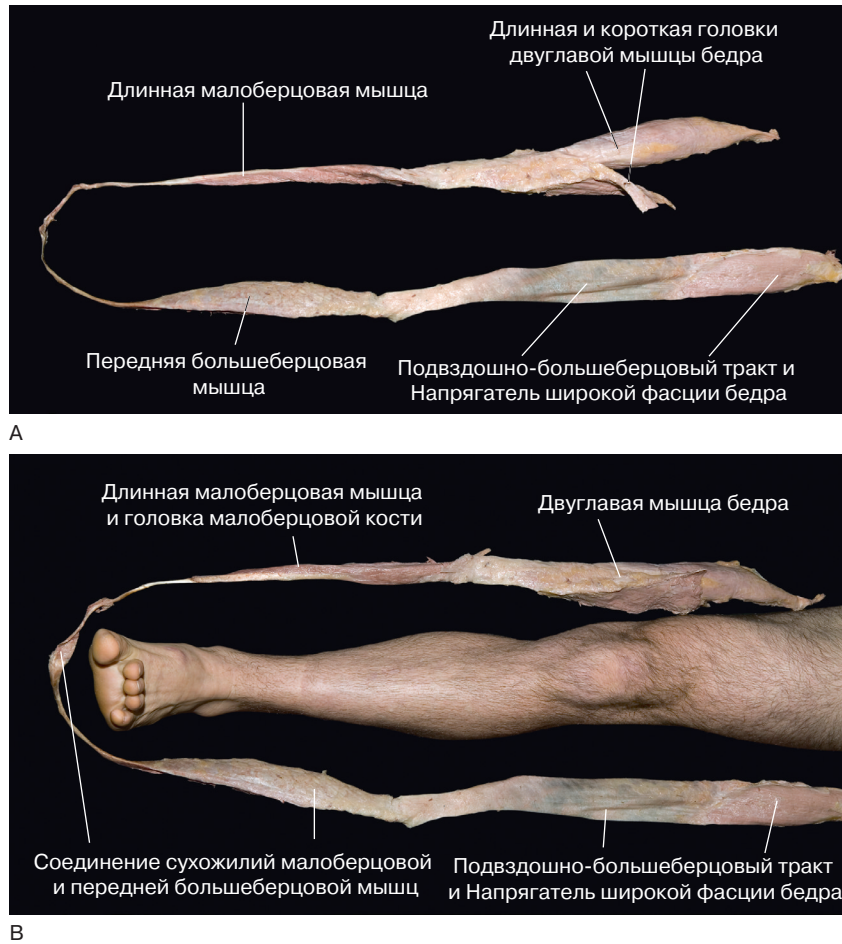 Длинная и короткая головки
двуглавой мышцы бедра
Длинная малоберцовая мышца
Передняя большеберцовая
мышца
Подвздошно-большеберцовый тракт и
Напрягатель широкой фасции бедра
А
Длинная малоберцовая мышца
и головка малоберцовой кости
Двуглавая мышца бедра
Соединение сухожилий малоберцовой
и передней большеберцовой мышц
Подвздошно-большеберцовый тракт
и Напрягатель широкой фасции бедра
В